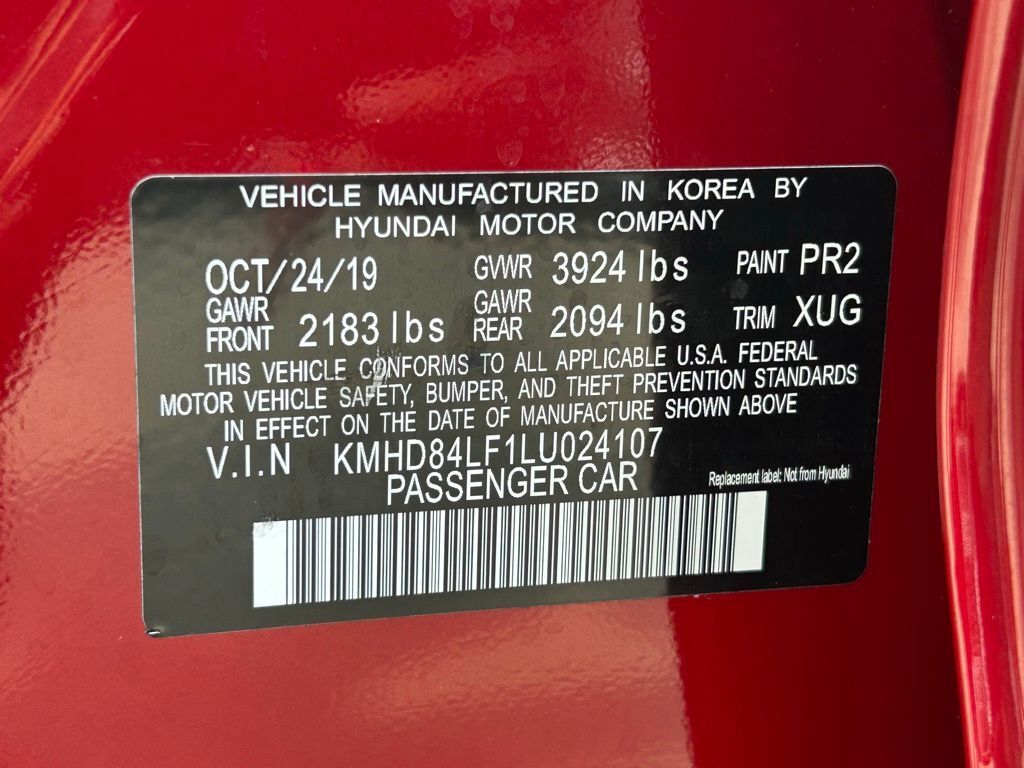 VEHICLE MANUFACTURED IN KOREA BY
HYUNDAI MOTOR COMPANY
OCT/24/19 GVWR 3924 lbs PAINT PR2
GAWR FRONT 2183 lbs GAWR REAR 2094 lbs TRIM XUG
THIS VEHICLE CONFORMS TO ALL APPLICABLE U.S.A. FEDERAL
MOTOR VEHICLE SAFETY, BUMPER, AND THEFT PREVENTION STANDARDS
IN EFFECT ON THE DATE OF MANUFACTURE SHOWN ABOVE
V.I.N KMHD84LF1LU024107
PASSENGER CAR
Replacement label: Not from Hyundai